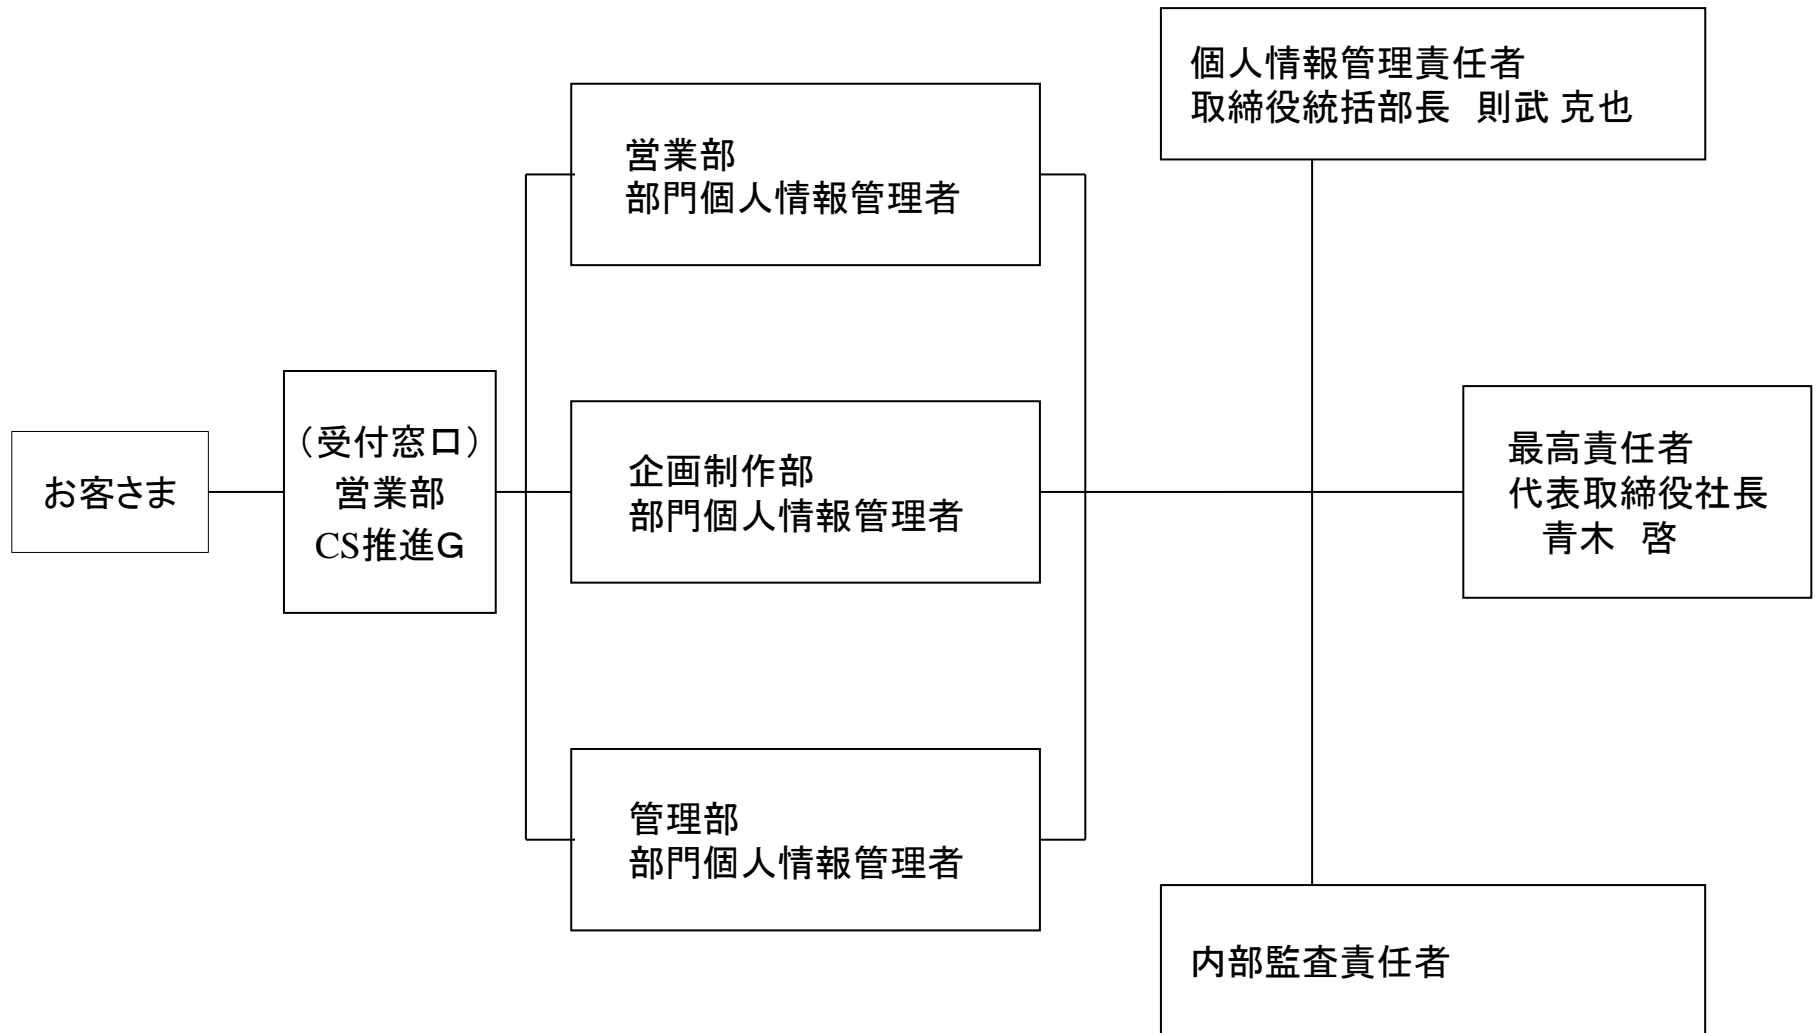 お客さま
（受付窓口）
営業部
CS推進G
営業部
部門個人情報管理者
企画制作部
部門個人情報管理者
管理部
部門個人情報管理者
個人情報管理責任者
取締役統括部長　則武 克也
最高責任者
代表取締役社長
青木　啓
内部監査責任者